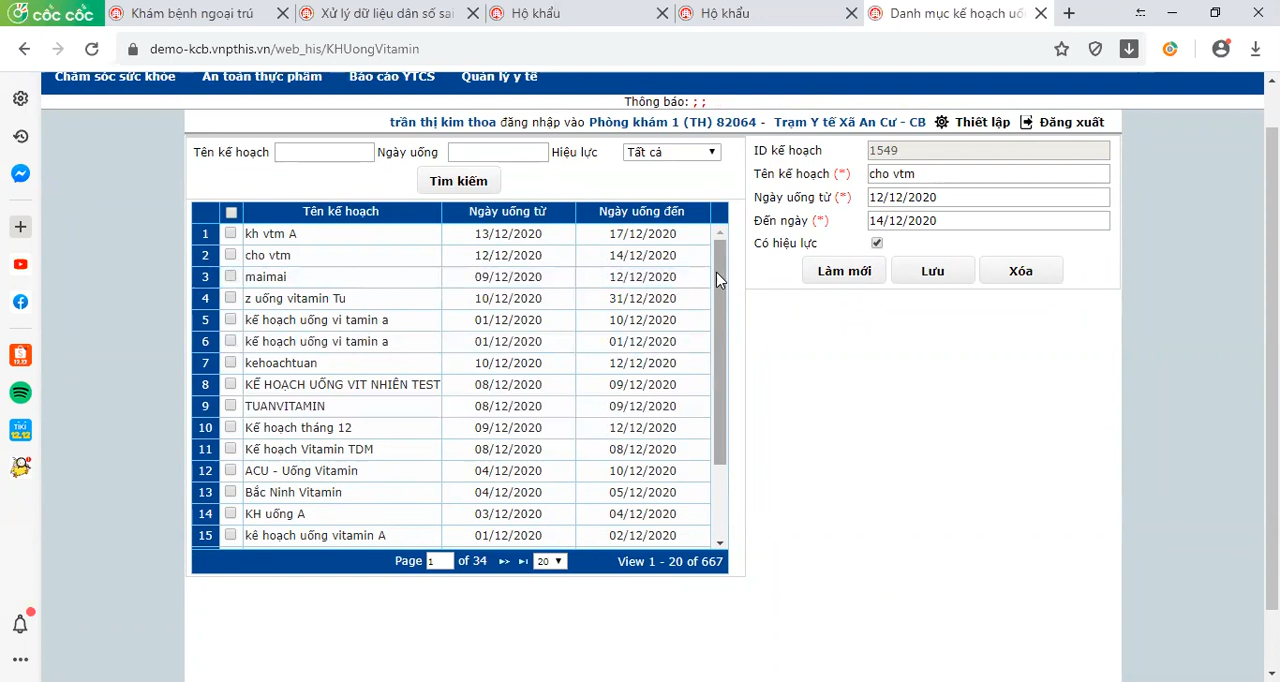 cốc cốc
Khám bệnh ngoại trú
Xử lý dữ liệu dân số sai
Hộ khẩu
Hộ khẩu
Danh mục kế hoạch uố
demo-kcb.vnpthis.vn/web_his/KHUongVitamin
Chăm sóc sức khỏe An toàn thực phẩm Báo cáo YTCS Quản lý y tế
Thông báo: ; ;
trần thị kim thoa đăng nhập vào Phòng khám 1 (TH) 82064 - Trạm Y tế Xã An Cư - CB Thiết lập Đăng xuất
Tên kế hoạch Ngày uống Hiệu lực Tất cả
Tìm kiếm
Tên kế hoạch Ngày uống từ Ngày uống đến
1 kh vtm A 13/12/2020 17/12/2020
2 cho vtm 12/12/2020 14/12/2020
3 maimai 09/12/2020 12/12/2020
4 z uống vitamin Tu 10/12/2020 31/12/2020
5 kế hoạch uống vi tamin a 01/12/2020 10/12/2020
6 kế hoạch uống vi tamin a 01/12/2020 01/12/2020
7 kehoachtuan 10/12/2020 12/12/2020
8 KẾ HOẠCH UỐNG VIT NHIÊN TEST 08/12/2020 09/12/2020
9 TUANVITAMIN 08/12/2020 09/12/2020
10 Kế hoạch tháng 12 09/12/2020 12/12/2020
11 Kế hoạch Vitamin TDM 08/12/2020 08/12/2020
12 ACU - Uống Vitamin 04/12/2020 10/12/2020
13 Bắc Ninh Vitamin 04/12/2020 05/12/2020
14 KH uống A 03/12/2020 04/12/2020
15 kê hoạch uống vitamin A 01/12/2020 02/12/2020
Page 1 of 34 20 View 1 - 20 of 667
ID kế hoạch 1549
Tên kế hoạch (*) cho vtm
Ngày uống từ (*) 12/12/2020
Đến ngày (*) 14/12/2020
Có hiệu lực
Làm mới Lưu Xóa